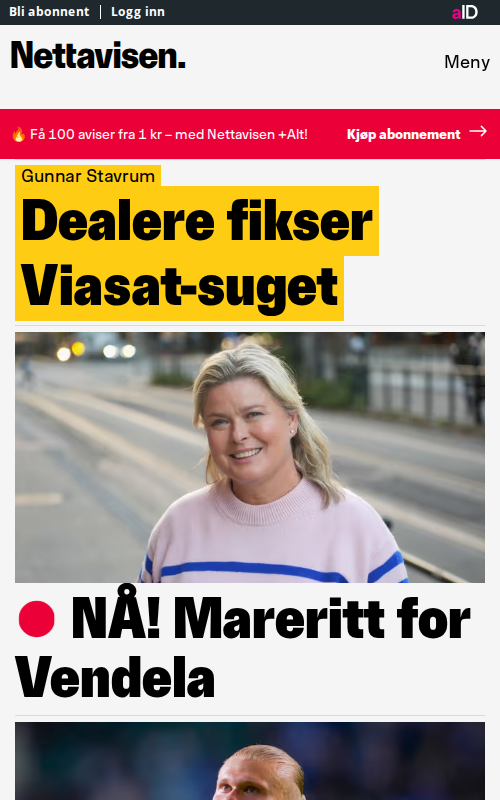 Bli abonnent | Logg inn
aID
Nettavisen.
Meny
🔥 Få 100 aviser fra 1 kr – med Nettavisen +Alt!
Kjøp abonnement →
Gunnar Stavrum
Dealere fikser
Viasat-suget
NÅ! Mareritt for
Vendela